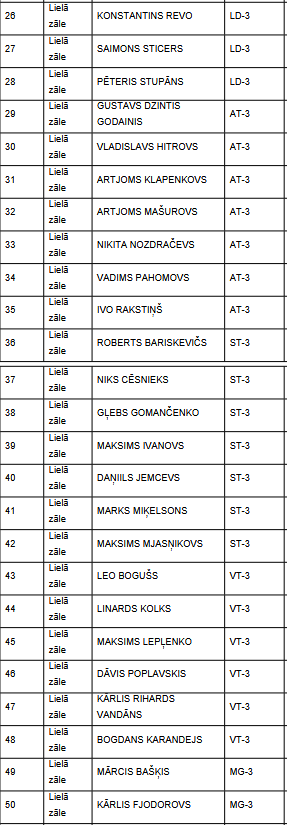 26 Lielā zāle KONSTANTINS REVO LD-3
27 Lielā zāle SAIMONS STICERS LD-3
28 Lielā zāle PĒTERIS STUPĀNS LD-3
29 Lielā zāle GUSTAVS DZINTIS GODAINIS AT-3
30 Lielā zāle VLADISLAVS HITROVS AT-3
31 Lielā zāle ARTJOMS KLAPENKOVS AT-3
32 Lielā zāle ARTJOMS MAŠUROVS AT-3
33 Lielā zāle NIKITA NOZDRAČEVS AT-3
34 Lielā zāle VADIMS PAHOMOVS AT-3
35 Lielā zāle IVO RAKSTIŅŠ AT-3
36 Lielā zāle ROBERTS BARISKEVIČS ST-3
37 Lielā zāle NIKS CĒSNIEKS ST-3
38 Lielā zāle GĻEBS GOMANČENKO ST-3
39 Lielā zāle MAKSIMS IVANOVS ST-3
40 Lielā zāle DAŅIILS JEMCEVS ST-3
41 Lielā zāle MARKS MIĶELSONS ST-3
42 Lielā zāle MAKSIMS MJASŅIKOVS ST-3
43 Lielā zāle LEO BOGUŠS VT-3
44 Lielā zāle LINARDS KOLKS VT-3
45 Lielā zāle MAKSIMS LEPĻENKO VT-3
46 Lielā zāle DĀVIS POPLAVSKIS VT-3
47 Lielā zāle KĀRLIS RIHARDS VANDĀNS VT-3
48 Lielā zāle BOGDANS KARANDEJS VT-3
49 Lielā zāle MĀRCIS BAŠĶIS MG-3
50 Lielā zāle KĀRLIS FJODOROVS MG-3